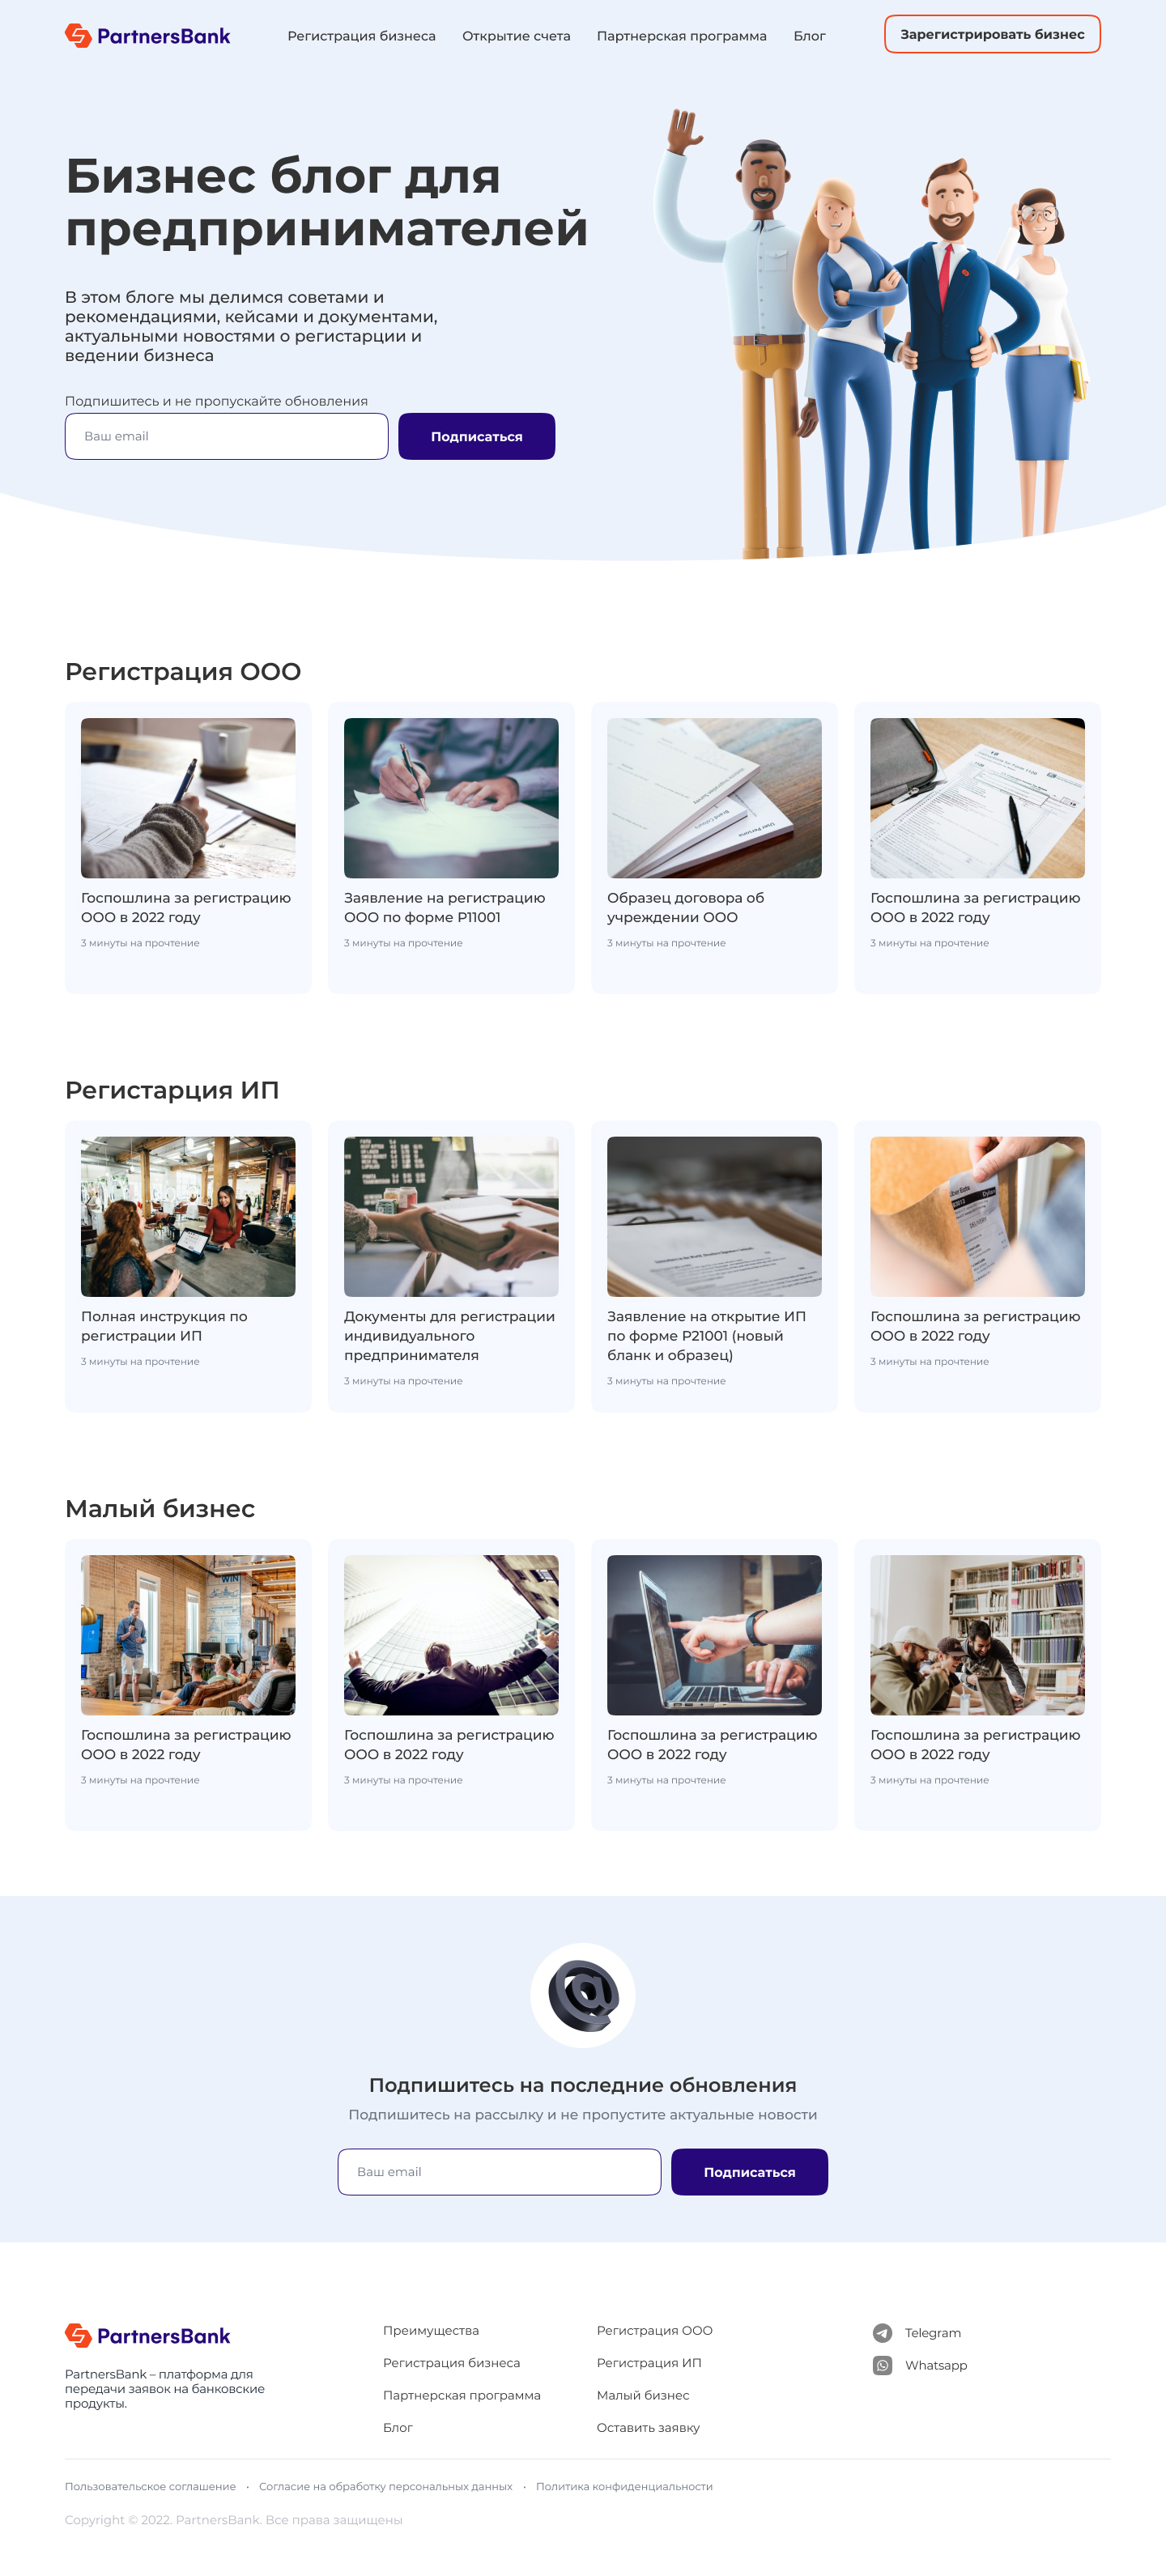 PartnersBank
Регистрация бизнеса
Открытие счета
Партнерская программа
Блог
Зарегистрировать бизнес
Бизнес блог для
предпринимателей
В этом блоге мы делимся советами и
рекомендациями, кейсами и документами,
актуальными новостями о регистарции и
ведении бизнеса
Подпишитесь и не пропускайте обновления
Ваш email
Подписаться
Регистрация ООО
Госпошлина за регистрацию
ООО в 2022 году
3 минуты на прочтение
Заявление на регистрацию
ООО по форме Р11001
3 минуты на прочтение
Образец договора об
учреждении ООО
3 минуты на прочтение
Госпошлина за регистрацию
ООО в 2022 году
3 минуты на прочтение
Регистарция ИП
Полная инструкция по
регистрации ИП
3 минуты на прочтение
Документы для регистрации
индивидуального
предпринимателя
3 минуты на прочтение
Заявление на открытие ИП
по форме Р21001 (новый
бланк и образец)
3 минуты на прочтение
Госпошлина за регистрацию
ООО в 2022 году
3 минуты на прочтение
Малый бизнес
Госпошлина за регистрацию
ООО в 2022 году
3 минуты на прочтение
Госпошлина за регистрацию
ООО в 2022 году
3 минуты на прочтение
Госпошлина за регистрацию
ООО в 2022 году
3 минуты на прочтение
Госпошлина за регистрацию
ООО в 2022 году
3 минуты на прочтение
@
Подпишитесь на последние обновления
Подпишитесь на рассылку и не пропустите актуальные новости
Ваш email
Подписаться
PartnersBank
PartnersBank – платформа для
передачи заявок на банковские
продукты.
Преимущества
Регистрация бизнеса
Партнерская программа
Блог
Регистрация ООО
Регистрация ИП
Малый бизнес
Оставить заявку
Telegram
Whatsapp
Пользовательское соглашение • Согласие на обработку персональных данных • Политика конфиденциальности
Copyright © 2022. PartnersBank. Все права защищены